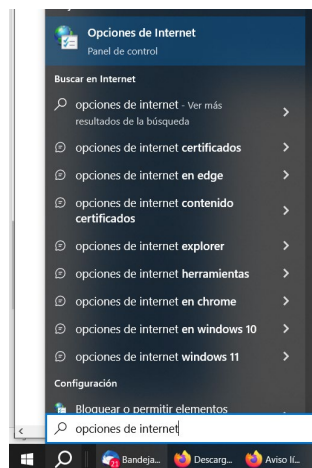 Opciones de Internet
Panel de control
Buscar en Internet
opciones de internet - Ver más
resultados de la búsqueda
opciones de internet certificados
opciones de internet en edge
opciones de internet contenido
certificados
opciones de internet explorer
opciones de internet herramientas
opciones de internet en chrome
opciones de internet en windows 10
opciones de internet windows 11
Configuración
Bloquear o permitir elementos
opciones de internet
Bandeja... Descarg... Aviso lí...